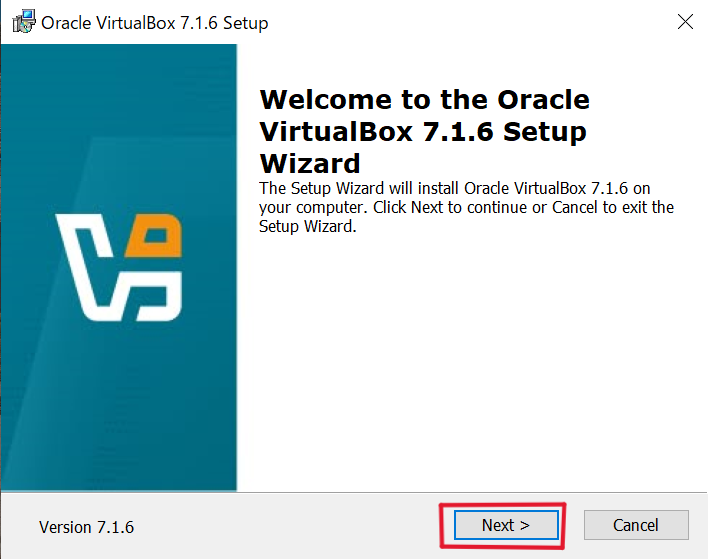 Oracle VirtualBox 7.1.6 Setup
Welcome to the Oracle
VirtualBox 7.1.6 Setup
Wizard
The Setup Wizard will install Oracle VirtualBox 7.1.6 on
your computer. Click Next to continue or Cancel to exit the
Setup Wizard.
Version 7.1.6
Next >
Cancel